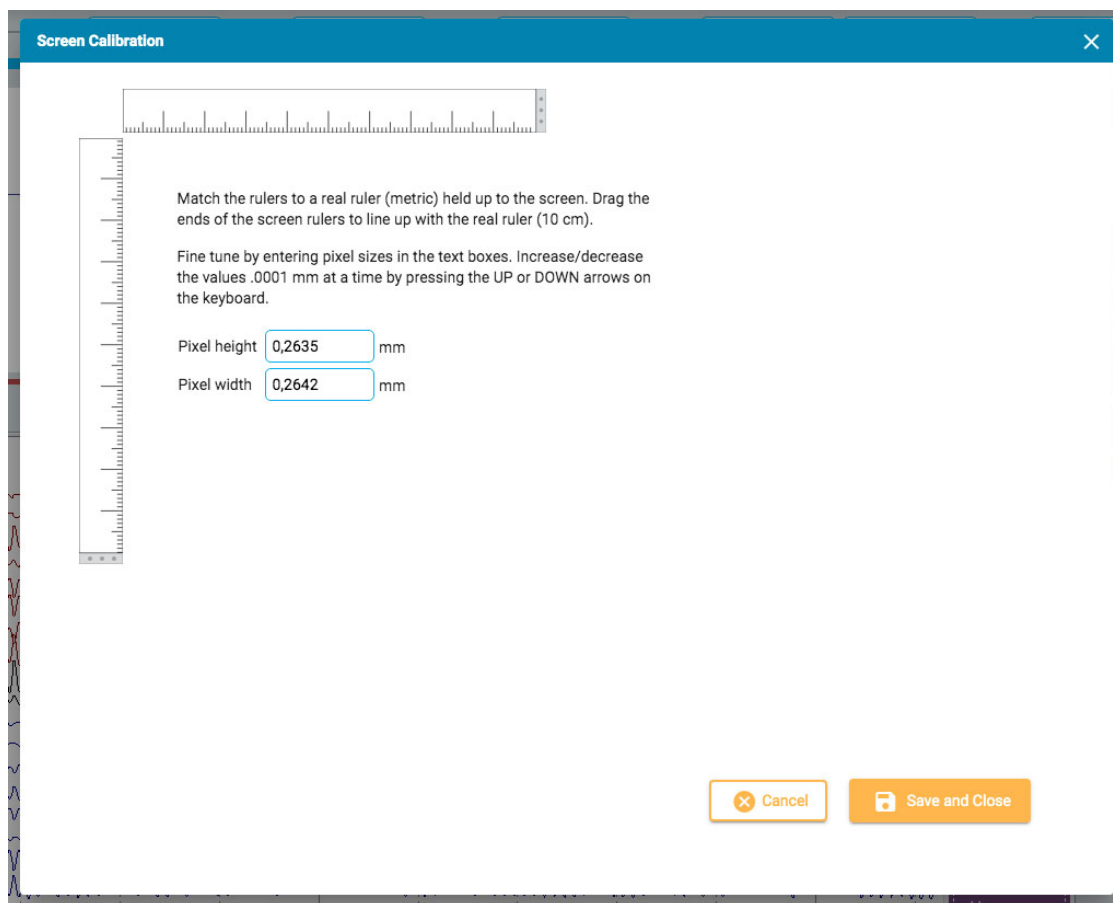 Screen Calibration
Match the rulers to a real ruler (metric) held up to the screen. Drag the
ends of the screen rulers to line up with the real ruler (10 cm).
Fine tune by entering pixel sizes in the text boxes. Increase/decrease
the values .0001 mm at a time by pressing the UP or DOWN arrows on
the keyboard.
Pixel height 0,2635 mm
Pixel width 0,2642 mm
Cancel Save and Close